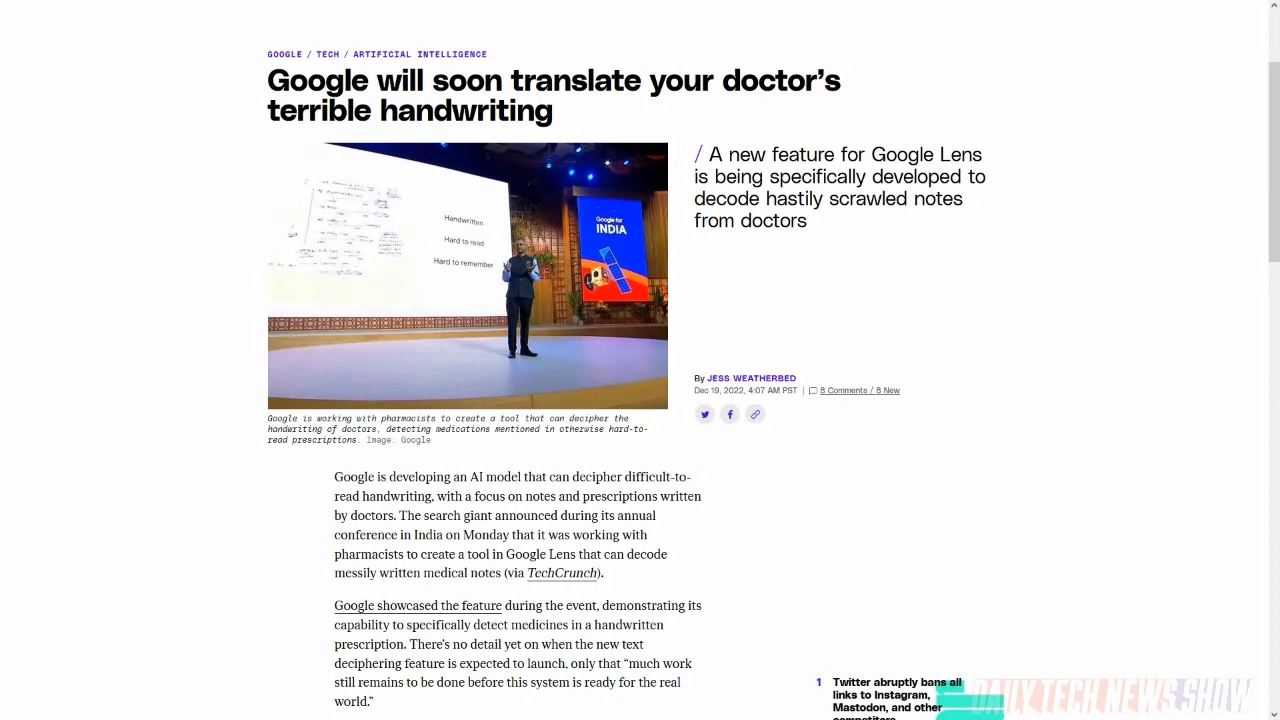 GOOGLE / TECH / ARTIFICIAL INTELLIGENCE
Google will soon translate your doctor's
terrible handwriting
Handwritten
Hard to read
Hard to remember
Google for
INDIA
/ A new feature for Google Lens
is being specifically developed to
decode hastily scrawled notes
from doctors
By JESS WEATHERBED
Dec 19, 2022, 4:07 AM PST | 8 Comments / 8 New
Google is working with pharmacists to create a tool that can decipher the
handwriting of doctors, detecting medications mentioned in otherwise hard-to-
read prescriptions. Image: Google
Google is developing an AI model that can decipher difficult-to-
read handwriting, with a focus on notes and prescriptions written
by doctors. The search giant announced during its annual
conference in India on Monday that it was working with
pharmacists to create a tool in Google Lens that can decode
messily written medical notes (via TechCrunch).
Google showcased the feature during the event, demonstrating its
capability to specifically detect medicines in a handwritten
prescription. There's no detail yet on when the new text
deciphering feature is expected to launch, only that “much work
still remains to be done before this system is ready for the real
world.”
1 Twitter abruptly bans all
links to Instagram,
Mastodon, and other
competitors
DAILY TECH NEWS SHOW